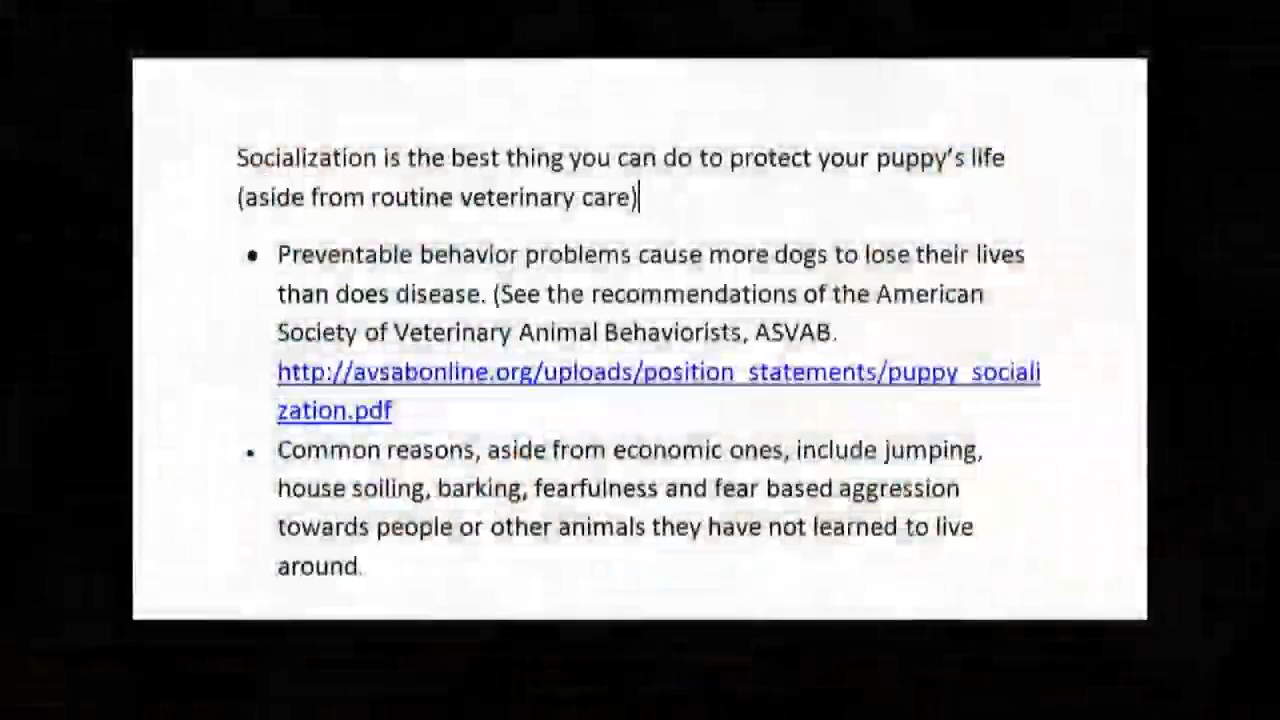 Socialization is the best thing you can do to protect your puppy's life
(aside from routine veterinary care)
• Preventable behavior problems cause more dogs to lose their lives
than does disease. (See the recommendations of the American
Society of Veterinary Animal Behaviorists, ASVAB.
http://avsabonline.org/uploads/position_statements/puppy_sociali
zation.pdf
• Common reasons, aside from economic ones, include jumping,
house soiling, barking, fearfulness and fear based aggression
towards people or other animals they have not learned to live
around.